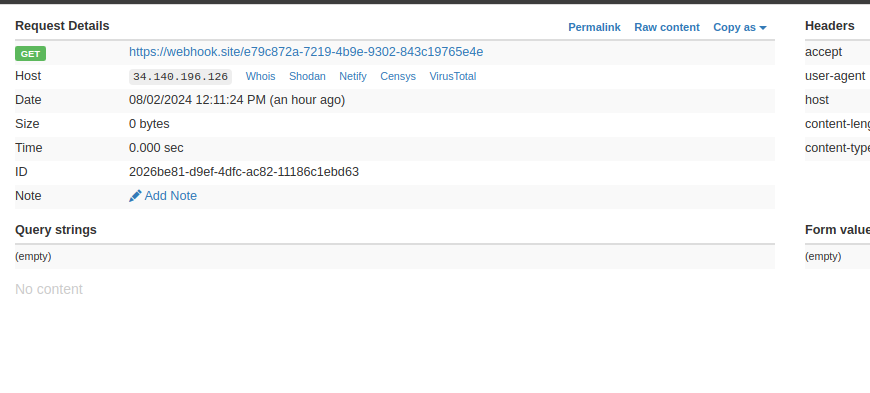 Request Details Permalink Raw content Copy as
GET https://webhook.site/e79c872a-7219-4b9e-9302-843c19765e4e
Host 34.140.196.126 Whois Shodan Netify Censys VirusTotal
Date 08/02/2024 12:11:24 PM (an hour ago)
Size 0 bytes
Time 0.000 sec
ID 2026be81-d9ef-4dfc-ac82-11186c1ebd63
Note Add Note
Query strings
(empty)
No content
Headers
accept
user-agent
host
content-leng
content-type
Form value
(empty)